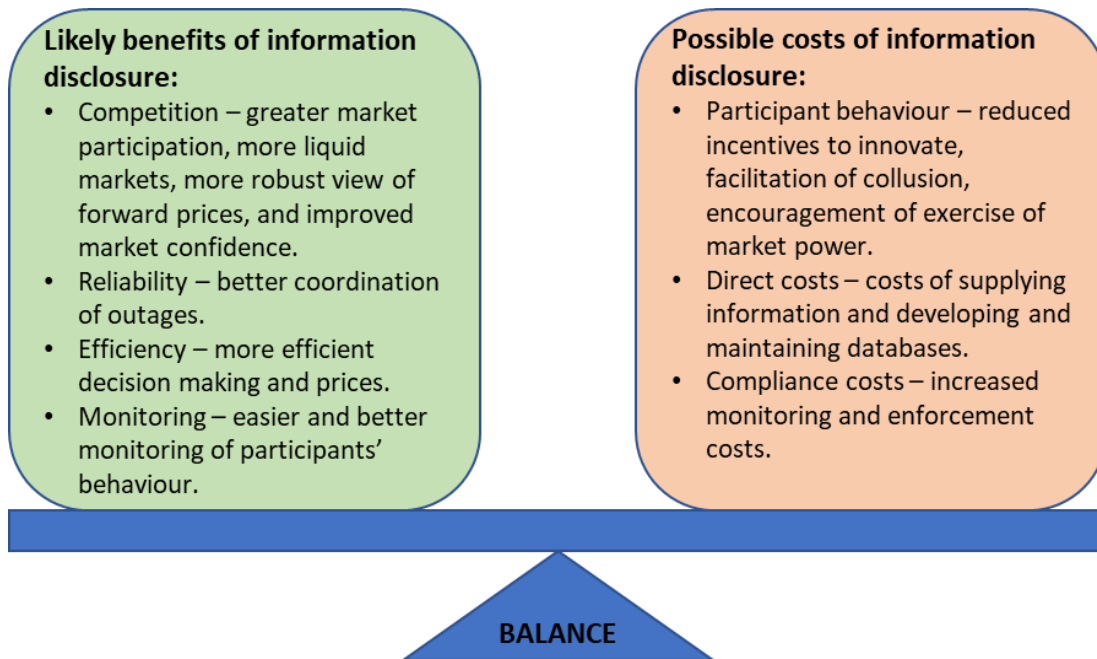 Likely benefits of information
disclosure:
• Competition – greater market
participation, more liquid
markets, more robust view of
forward prices, and improved
market confidence.
• Reliability – better coordination
of outages.
• Efficiency – more efficient
decision making and prices.
• Monitoring – easier and better
monitoring of participants’
behaviour.
Possible costs of information
disclosure:
• Participant behaviour – reduced
incentives to innovate,
facilitation of collusion,
encouragement of exercise of
market power.
• Direct costs – costs of supplying
information and developing and
maintaining databases.
• Compliance costs – increased
monitoring and enforcement
costs.
BALANCE